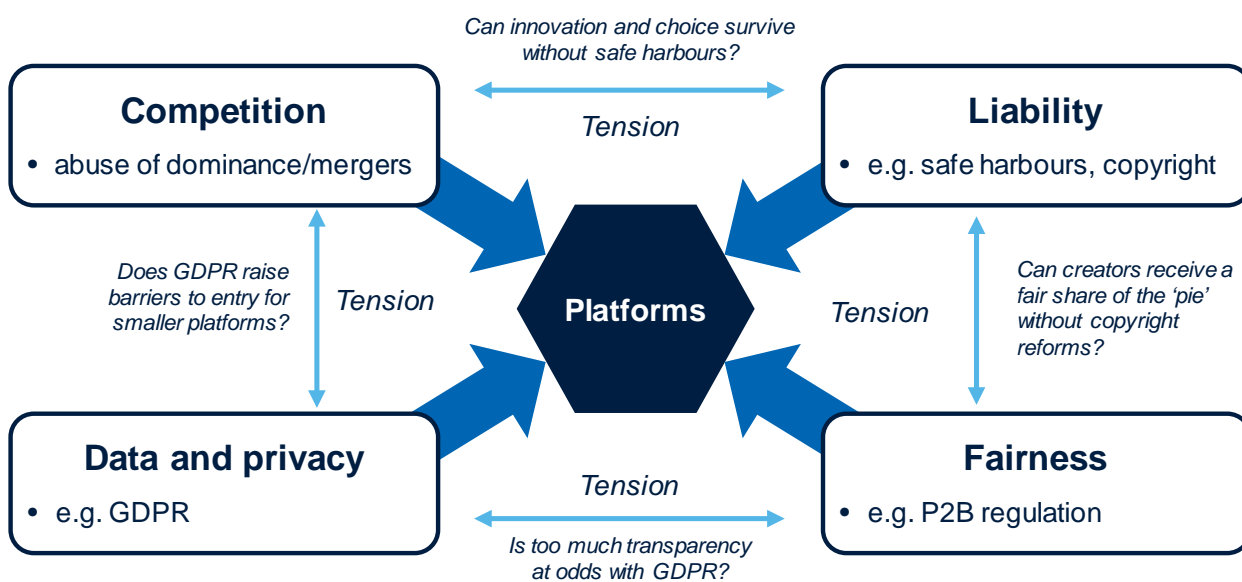 Can innovation and choice survive
without safe harbours?
Competition
• abuse of dominance/mergers
Tension
Liability
• e.g. safe harbours, copyright
Does GDPR raise
barriers to entry for
smaller platforms?
Tension
Platforms
Tension
Can creators receive a
fair share of the ‘pie’
without copyright
reforms?
Data and privacy
• e.g. GDPR
Tension
Is too much transparency
at odds with GDPR?
Fairness
• e.g. P2B regulation